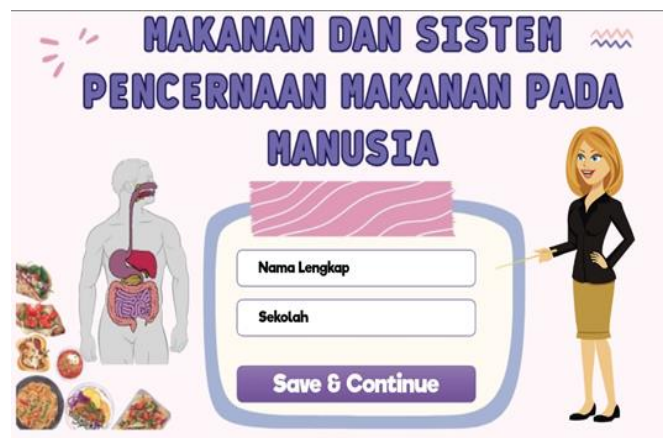 MAKANAN DAN SISTEM
PENCERNAAN MAKANAN PADA
MANUSIA
Nama Lengkap
Sekolah
Save & Continue